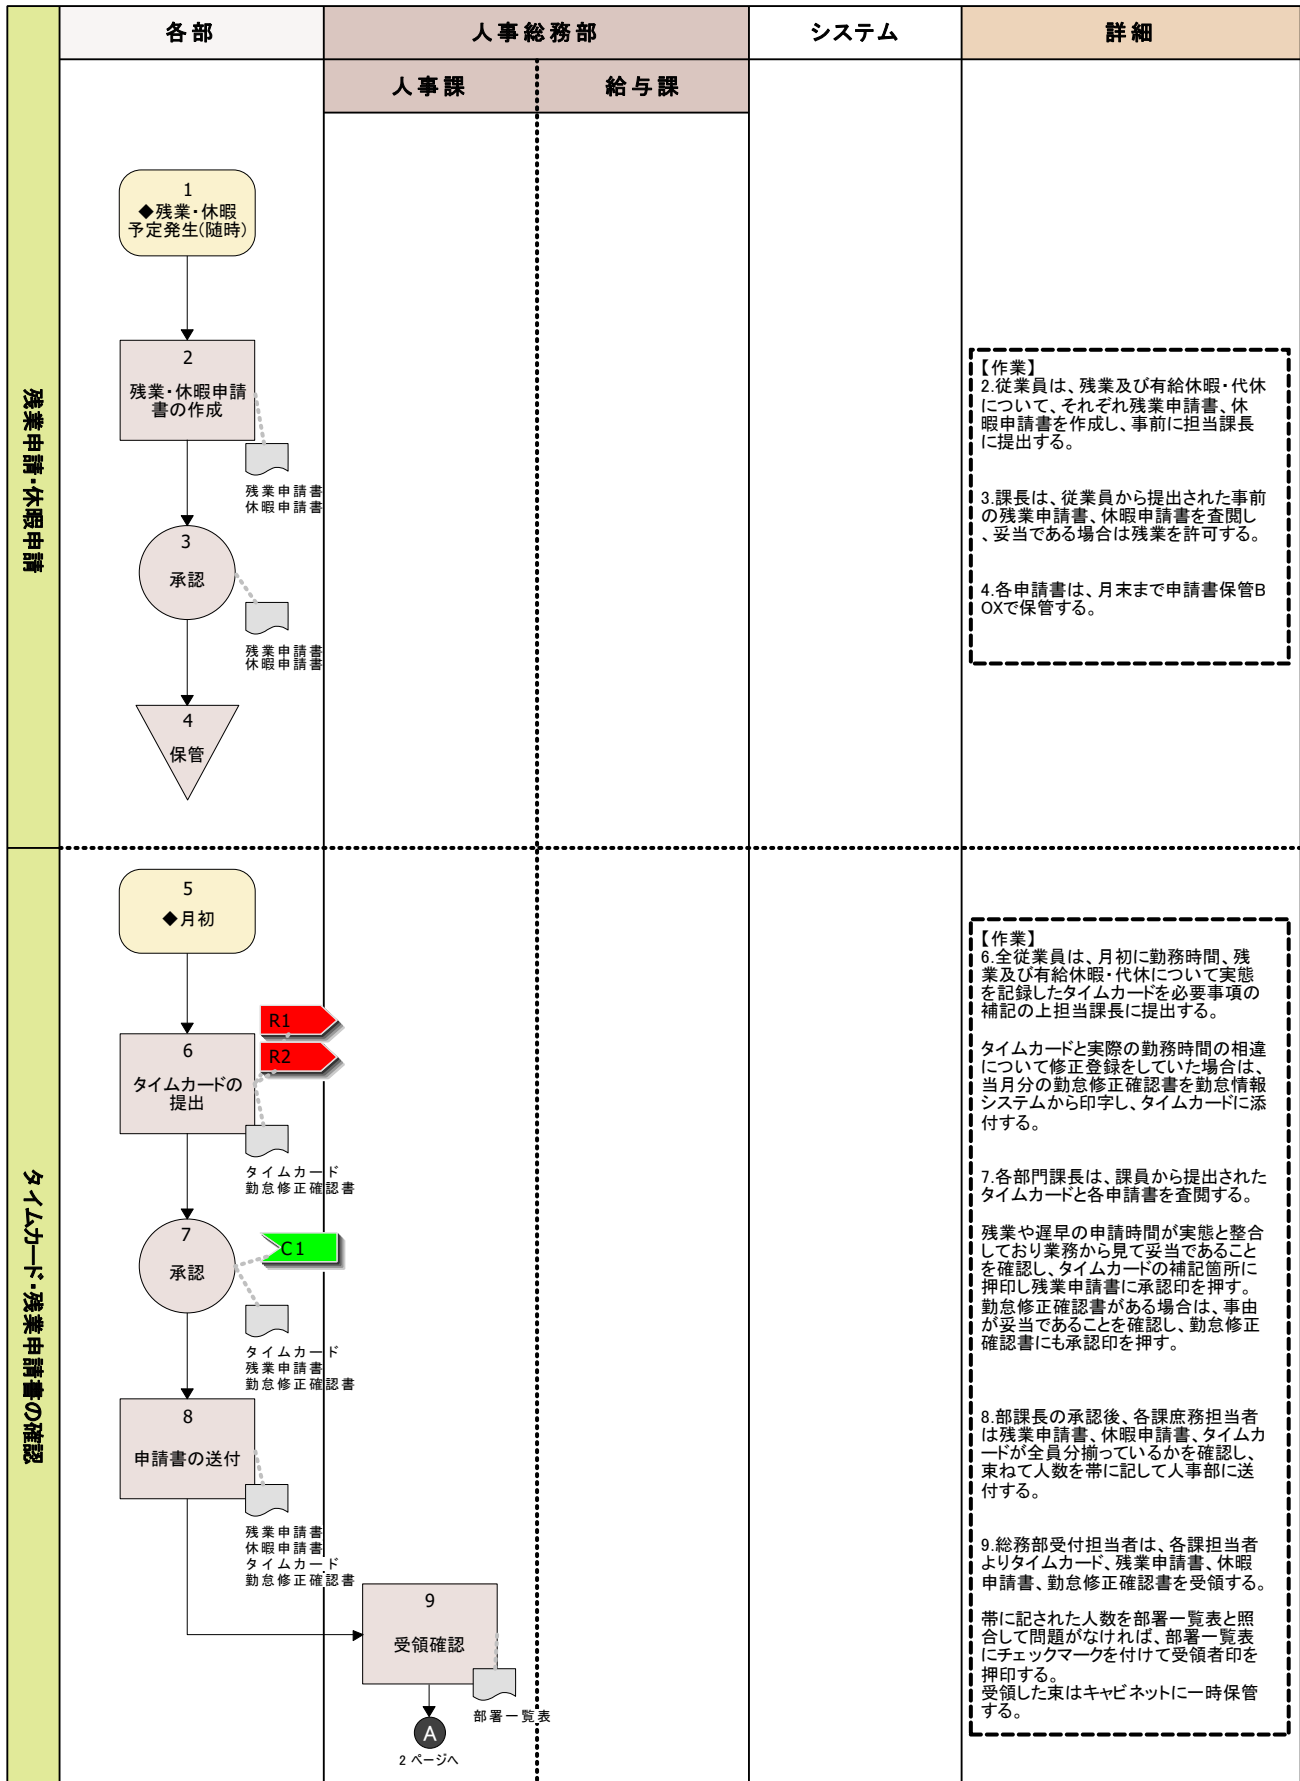 各部
人事総務部
システム
詳細
人事課
給与課
残業申請・休暇申請
1
◆残業・休暇
予定発生(随時)
2
残業・休暇申請
書の作成
残業申請書
休暇申請書
3
承認
残業申請書
休暇申請書
4
保管
【作業】
2.従業員は、残業及び有給休暇・代休
について、それぞれ残業申請書、休
暇申請書を作成し、事前に担当課長
に提出する。
3.課長は、従業員から提出された事前
の残業申請書、休暇申請書を査閲し
、妥当である場合は残業を許可する。
4.各申請書は、月末まで申請書保管B
OXで保管する。
タイムカード・残業申請書の確認
5
◆月初
R1
R2
6
タイムカードの
提出
タイムカード
勤怠修正確認書
7
承認
C1
タイムカード
残業申請書
勤怠修正確認書
8
申請書の送付
残業申請書
休暇申請書
タイムカード
勤怠修正確認書
9
受領確認
部署一覧表
A
2 ページへ
【作業】
6.全従業員は、月初に勤務時間、残
業及び有給休暇・代休について実態
を記録したタイムカードを必要事項の
補記の上担当課長に提出する。
タイムカードと実際の勤務時間の相違
について修正登録をしていた場合は、
当月分の勤怠修正確認書を勤怠情報
システムから印字し、タイムカードに添
付する。
7.各部門課長は、課員から提出された
タイムカードと各申請書を査閲する。
残業や遅早の申請時間が実態と整合
しており業務から見て妥当であること
を確認し、タイムカードの補記箇所に
押印し残業申請書に承認印を押す。
勤怠修正確認書がある場合は、事由
が妥当であることを確認し、勤怠修正
確認書にも承認印を押す。
8.部課長の承認後、各課庶務担当者
は残業申請書、休暇申請書、タイムカ
ードが全員分揃っているかを確認し、
束ねて人数を帯に記して人事部に送
付する。
9.総務部受付担当者は、各課担当者
よりタイムカード、残業申請書、休暇
申請書、勤怠修正確認書を受領する。
帯に記された人数を部署一覧表と照
合して問題がなければ、部署一覧表
にチェックマークを付けて受領者印を
押印する。
受領した束はキャビネットに一時保管
する。